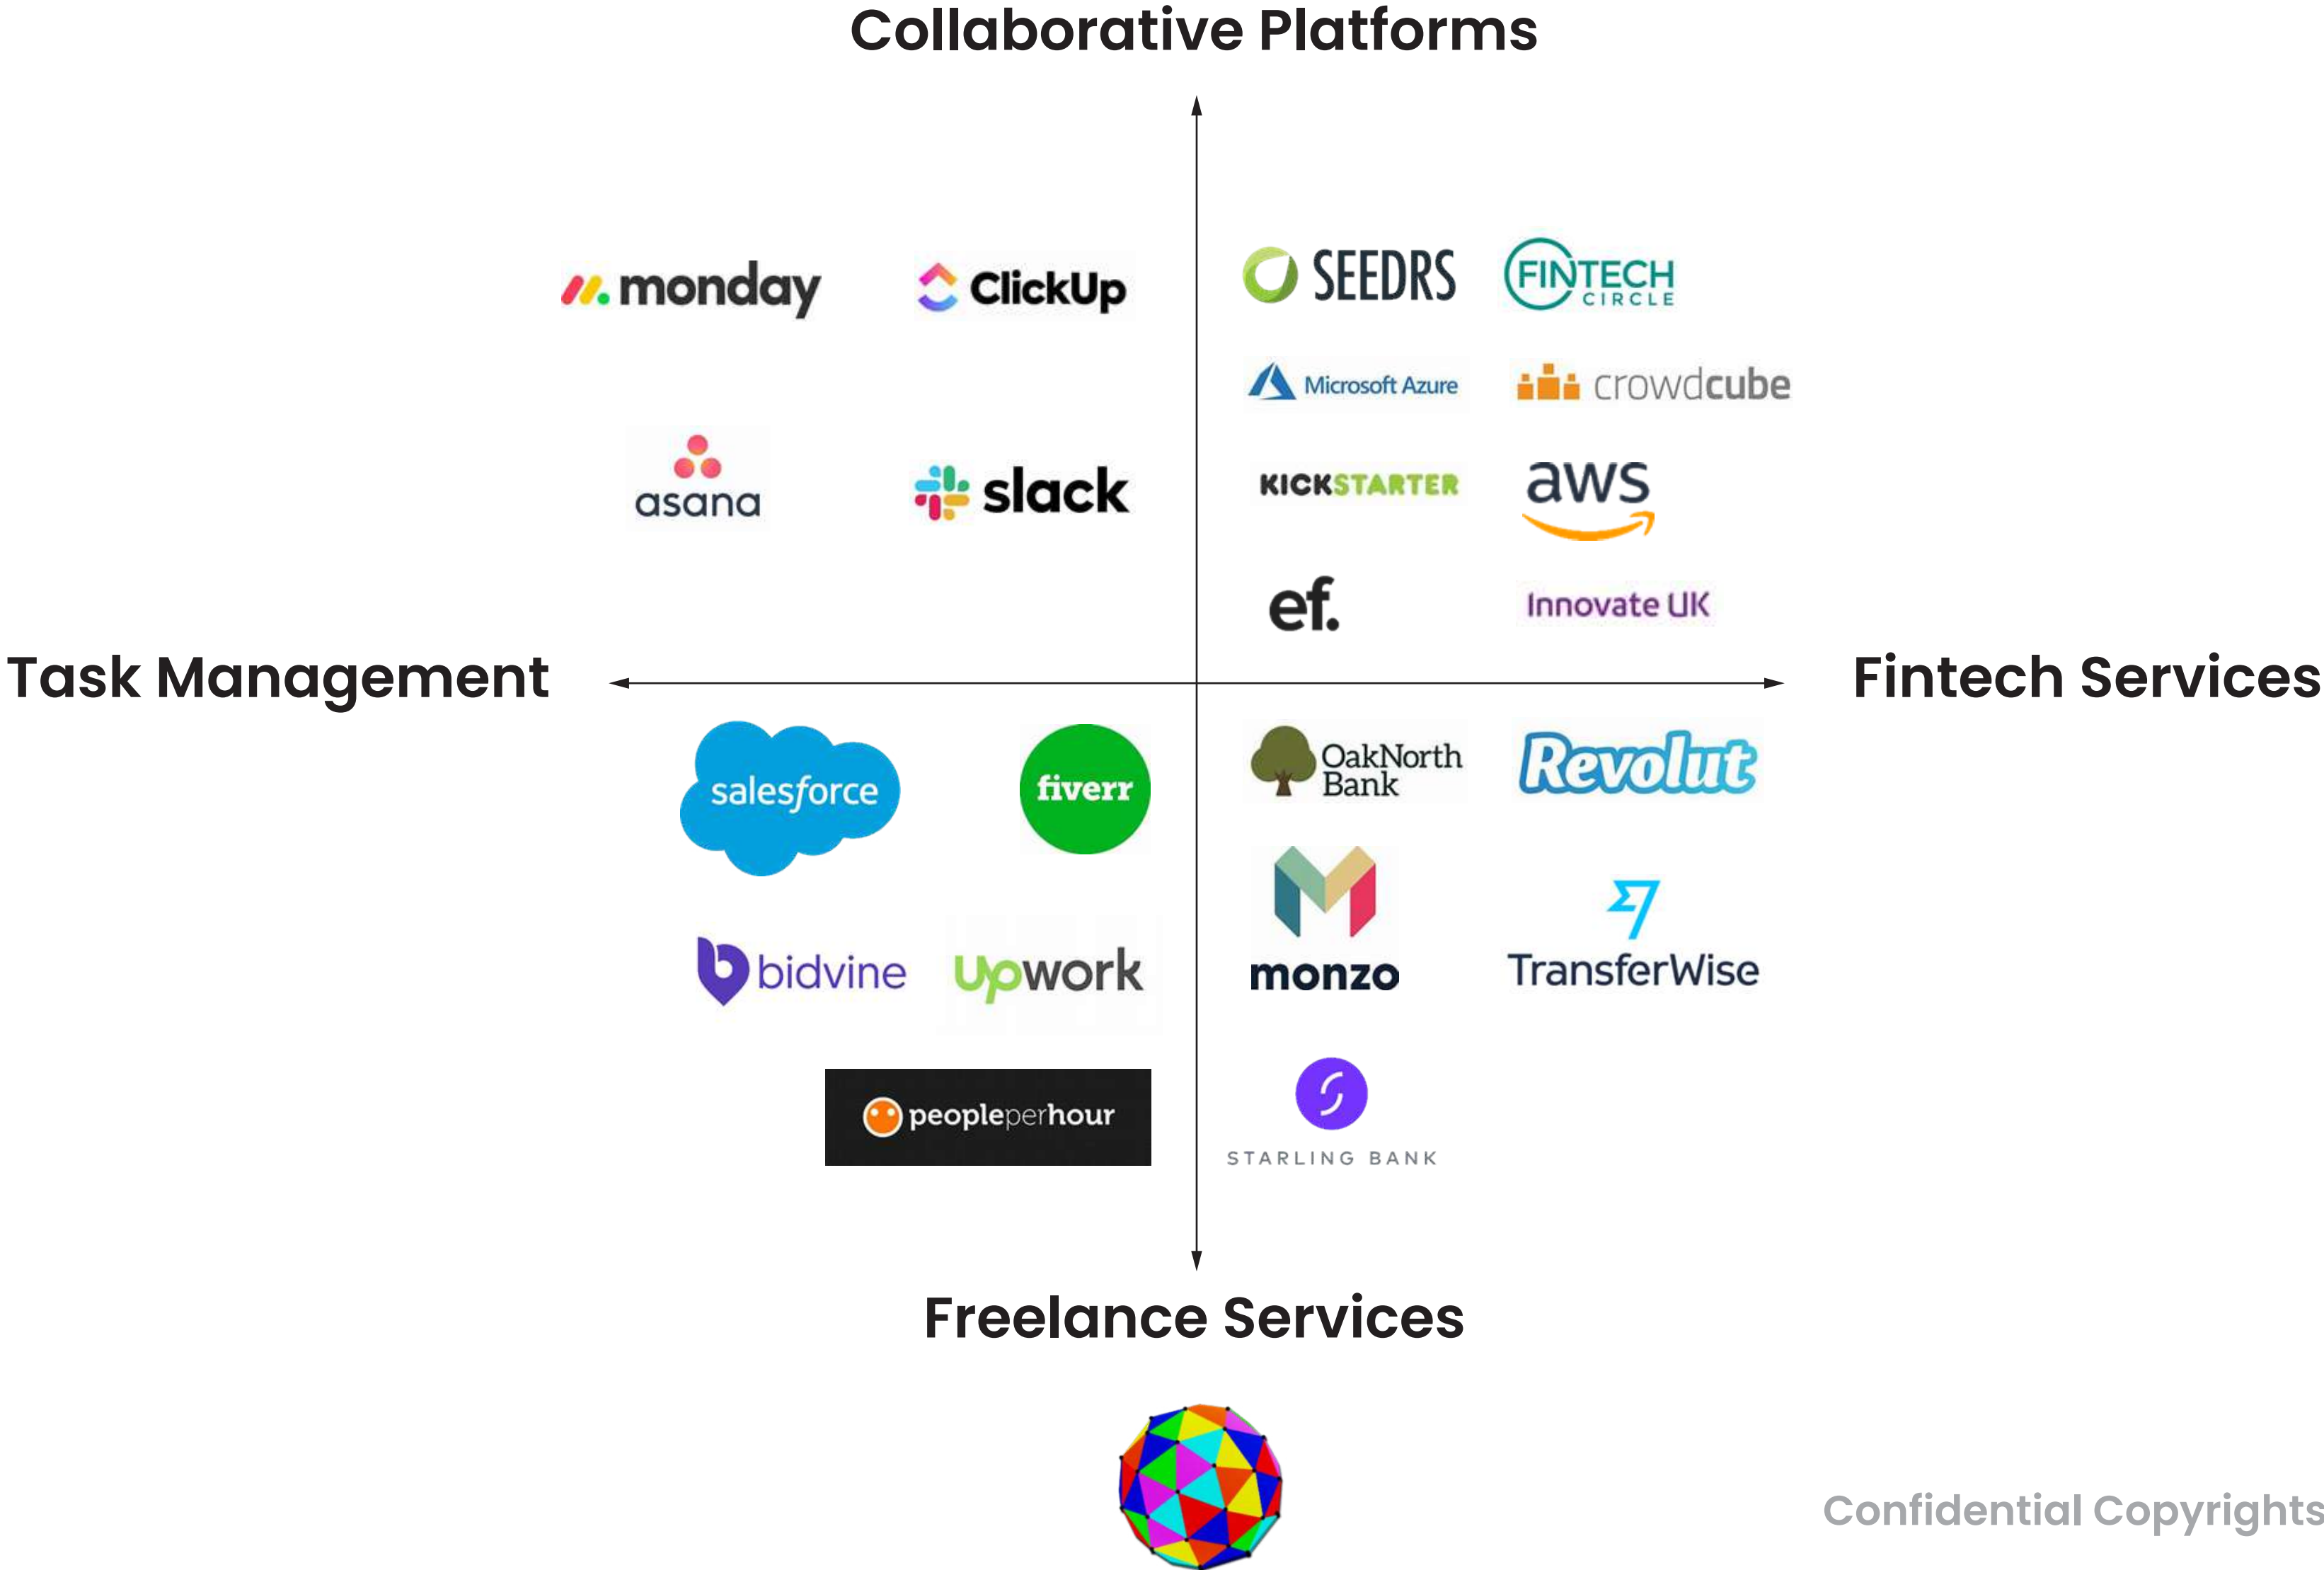 Collaborative Platforms
monday
ClickUp
SEEDRS
FINTECH
CIRCLE
Microsoft Azure
crowdcube
asana
slack
KICKSTARTER
aws
ef.
Innovate UK
Task Management
Fintech Services
salesforce
fiverr
OakNorth
Bank
Revolut
bidvine
upwork
monzo
TransferWise
peopleperhour
STARLING BANK
Freelance Services
Confidential Copyrights